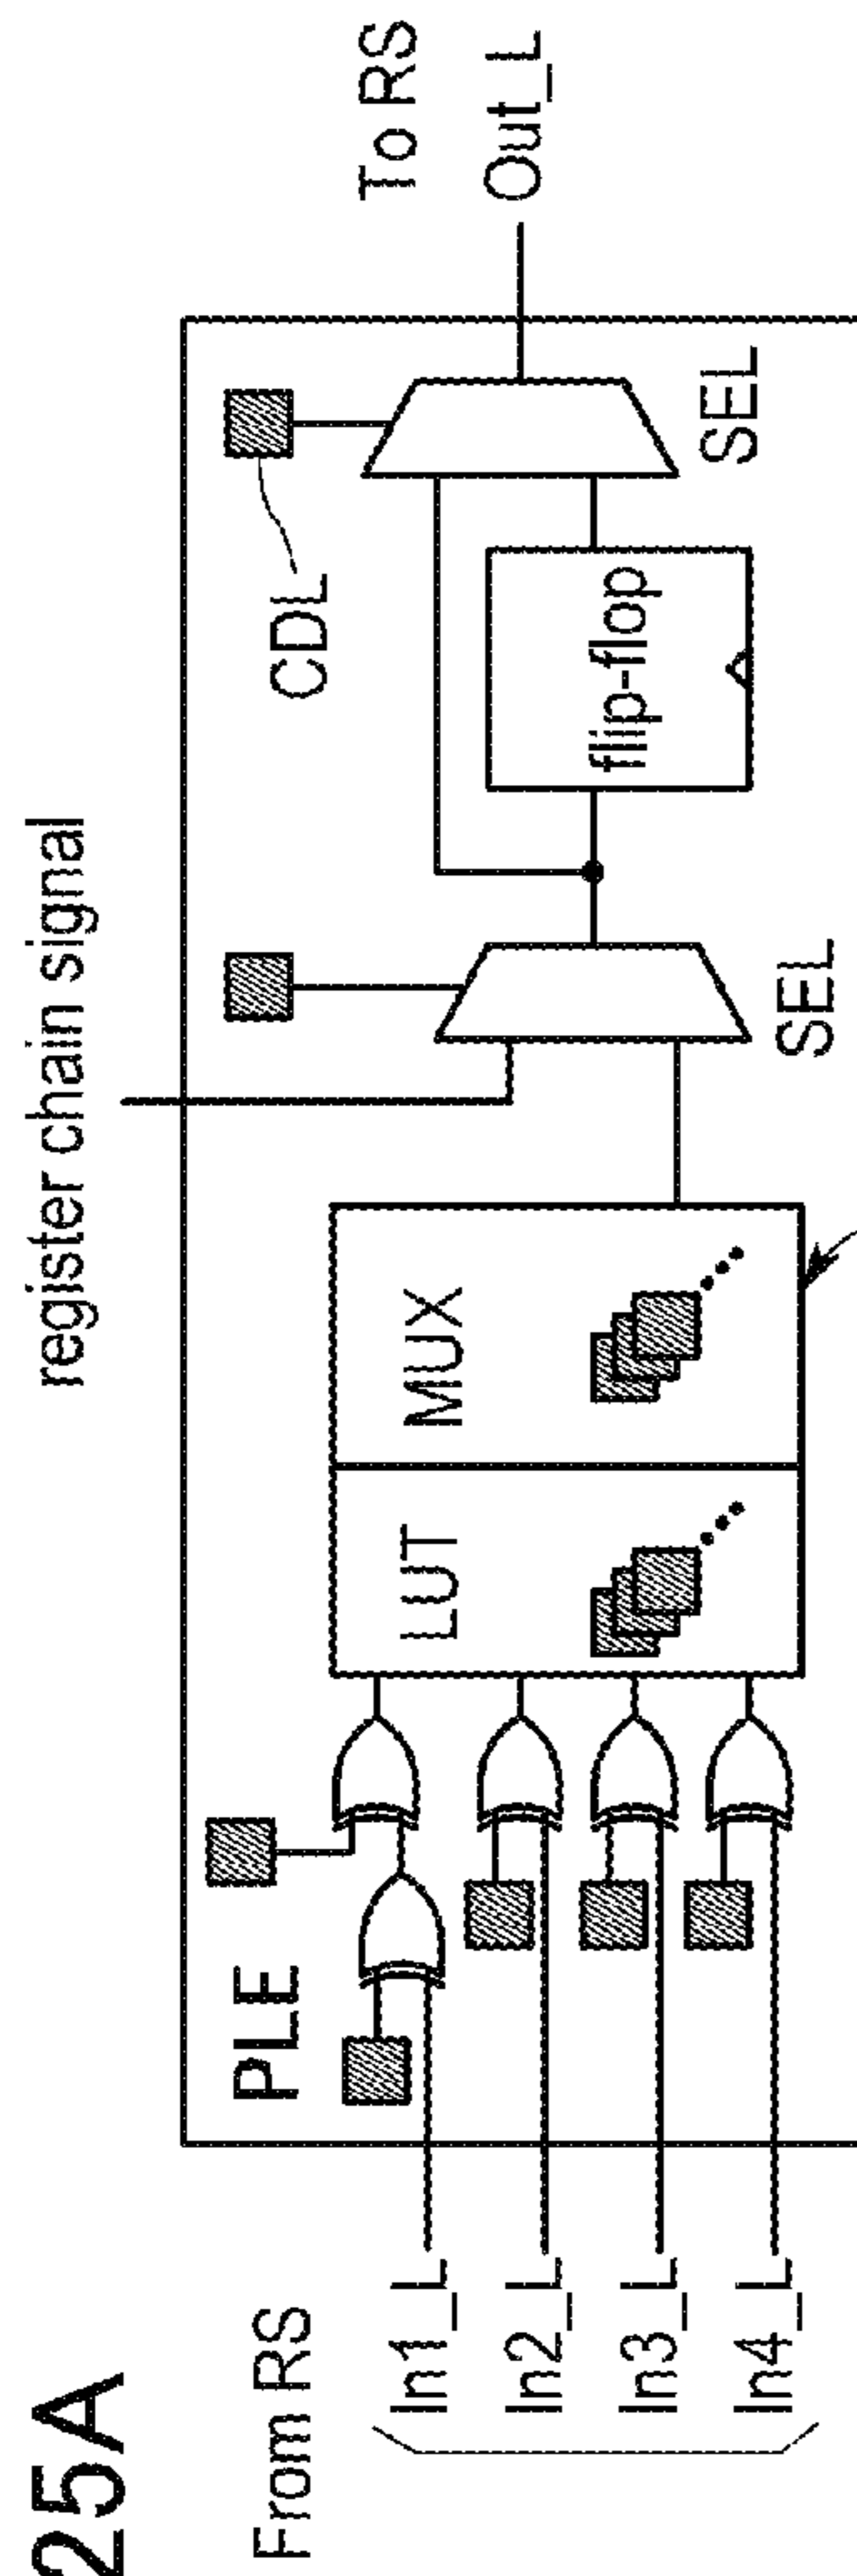 25A
register chain signal
From RS
To RS
PLE
CDL
In1_L
In2_L
In3_L
In4_L
LUT
MUX
SEL
flip-flop
SEL
Out_L